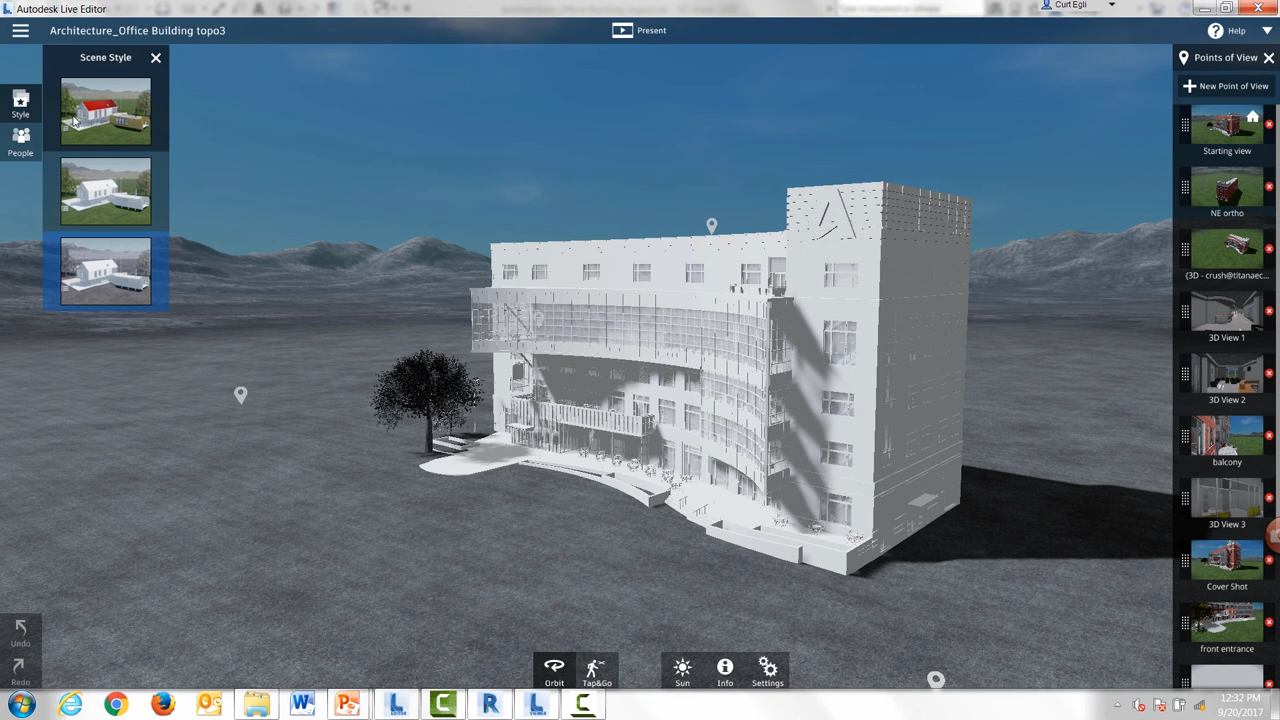 Autodesk Live Editor
Curt Egli
Architecture_Office Building topo3
Present
Help
Scene Style
Points of View
New Point of View
Style
People
Starting view
NE ortho
{3D - crush@titanaec...
3D View 1
3D View 2
balcony
3D View 3
Cover Shot
front entrance
A
Undo
Redo
Orbit
Tap&Go
Sun
Info
Settings
EDITOR
12:32 PM
9/20/2017